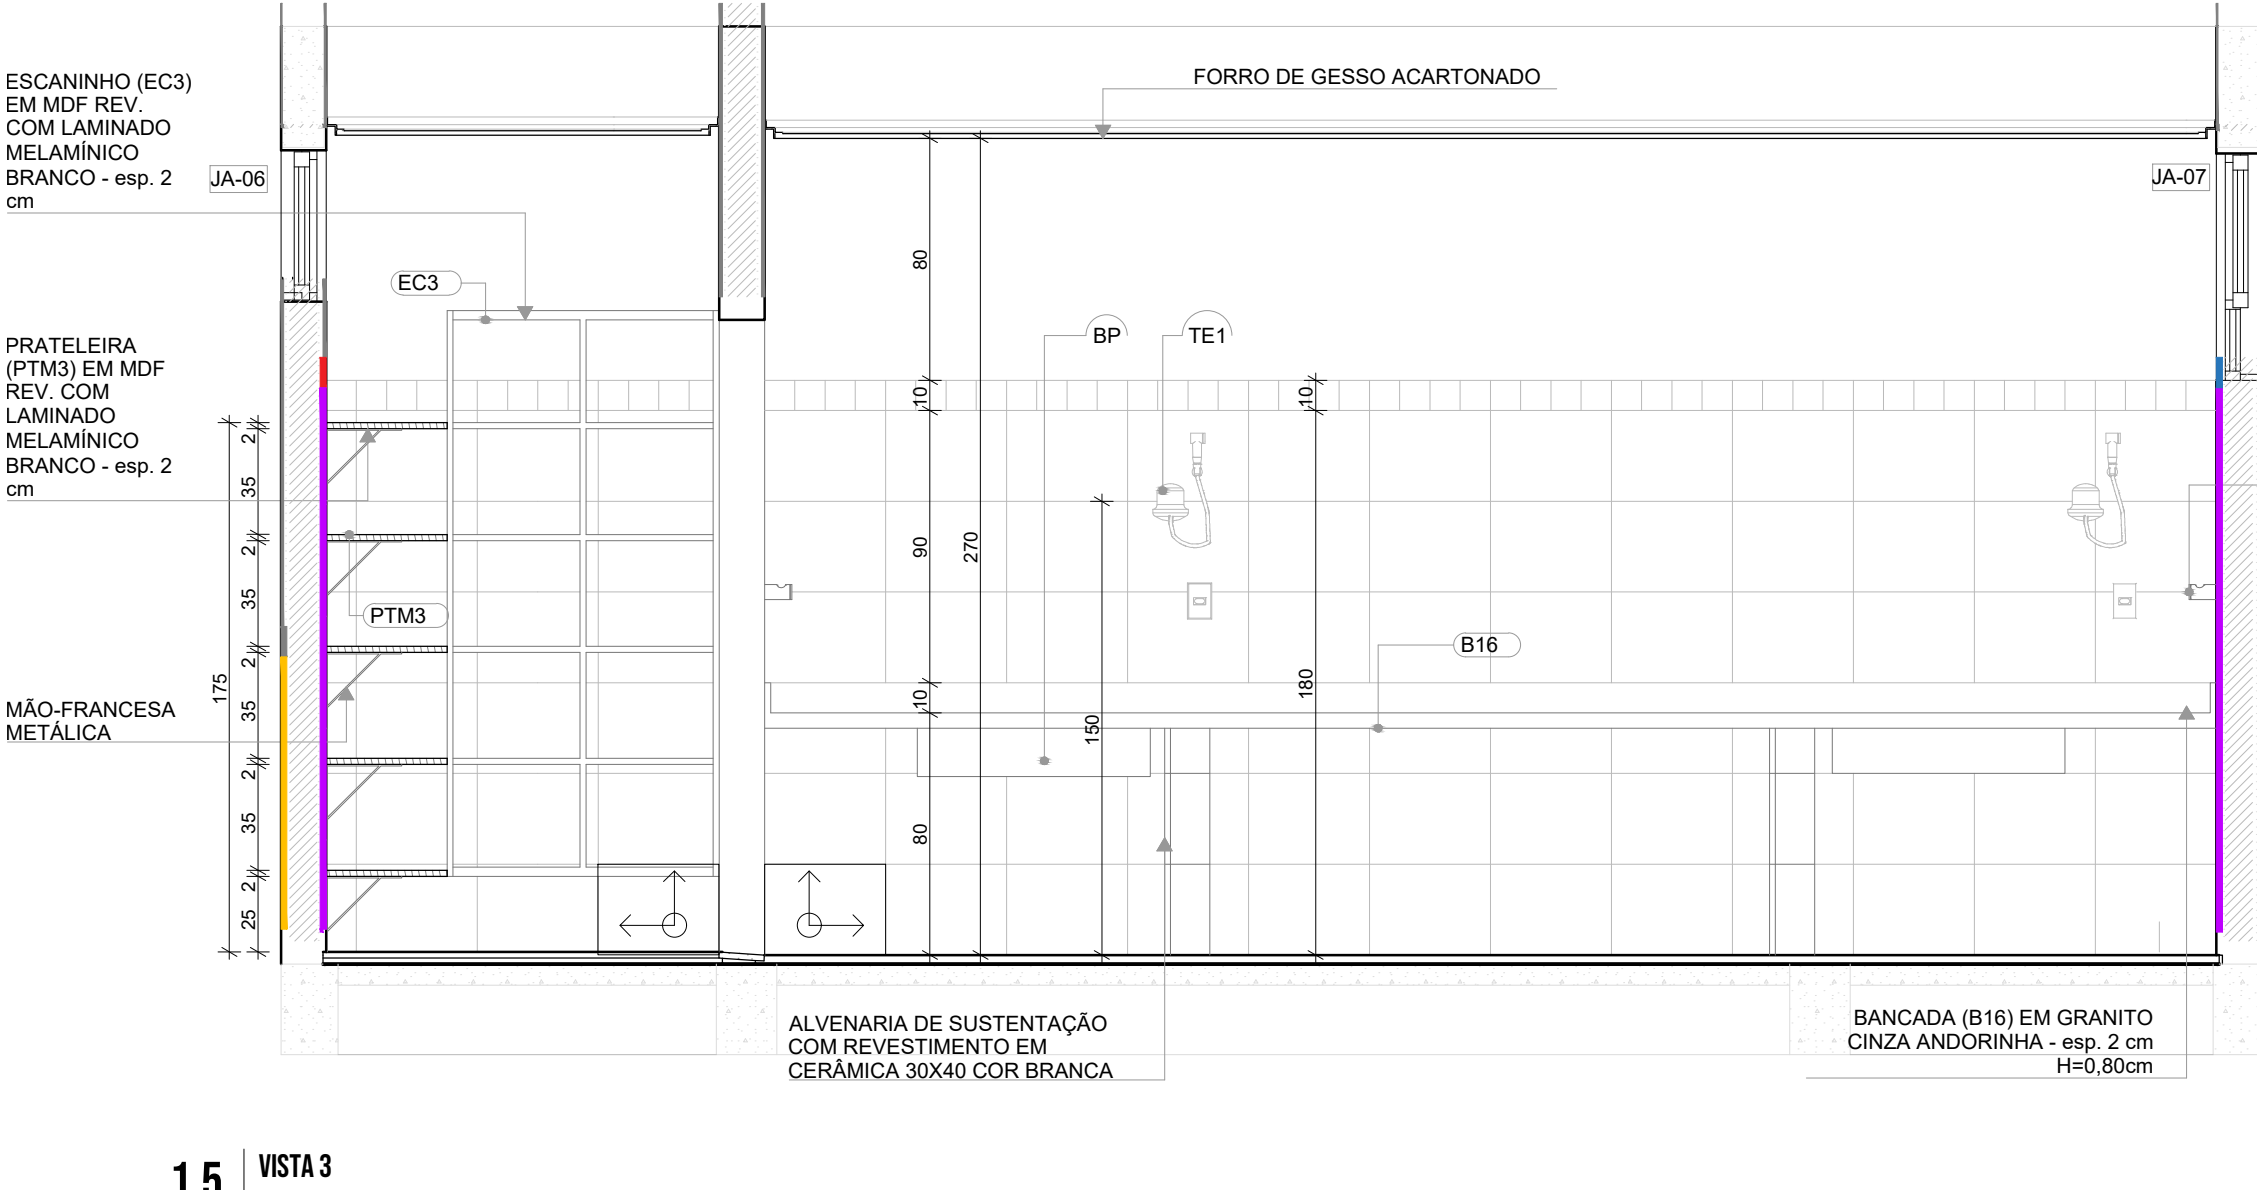 FORRO DE GESSO ACARTONADO
ESCANINHO (EC3)
EM MDF REV.
COM LAMINADO
MELAMÍNICO
BRANCO - esp. 2
cm
JA-06
JA-07
EC3
80
BP
TE1
PRATELEIRA
(PTM3) EM MDF
REV. COM
LAMINADO
MELAMÍNICO
BRANCO - esp. 2
cm
10
10
2
35
2
90
270
35
PTM3
B16
2
175
35
10
180
150
MÃO-FRANCESA
METÁLICA
2
35
80
2
25
ALVENARIA DE SUSTENTAÇÃO
COM REVESTIMENTO EM
CERÂMICA 30X40 COR BRANCA
BANCADA (B16) EM GRANITO
CINZA ANDORINHA - esp. 2 cm
H=0,80cm
15
VISTA 3